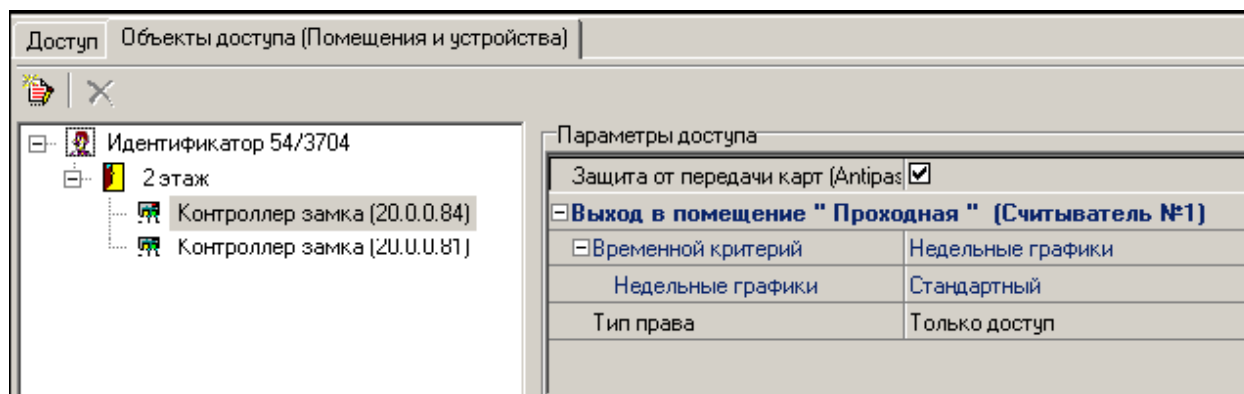 Доступ Объекты доступа (Помещения и устройства)
Идентификатор 54/3704
2 этаж
Контроллер замка (20.0.0.84)
Контроллер замка (20.0.0.81)
Параметры доступа
Защита от передачи карт (Antipas
Выход в помещение " Проходная " (Считыватель №1)
Временной критерий Недельные графики
Недельные графики Стандартный
Тип права Только доступ